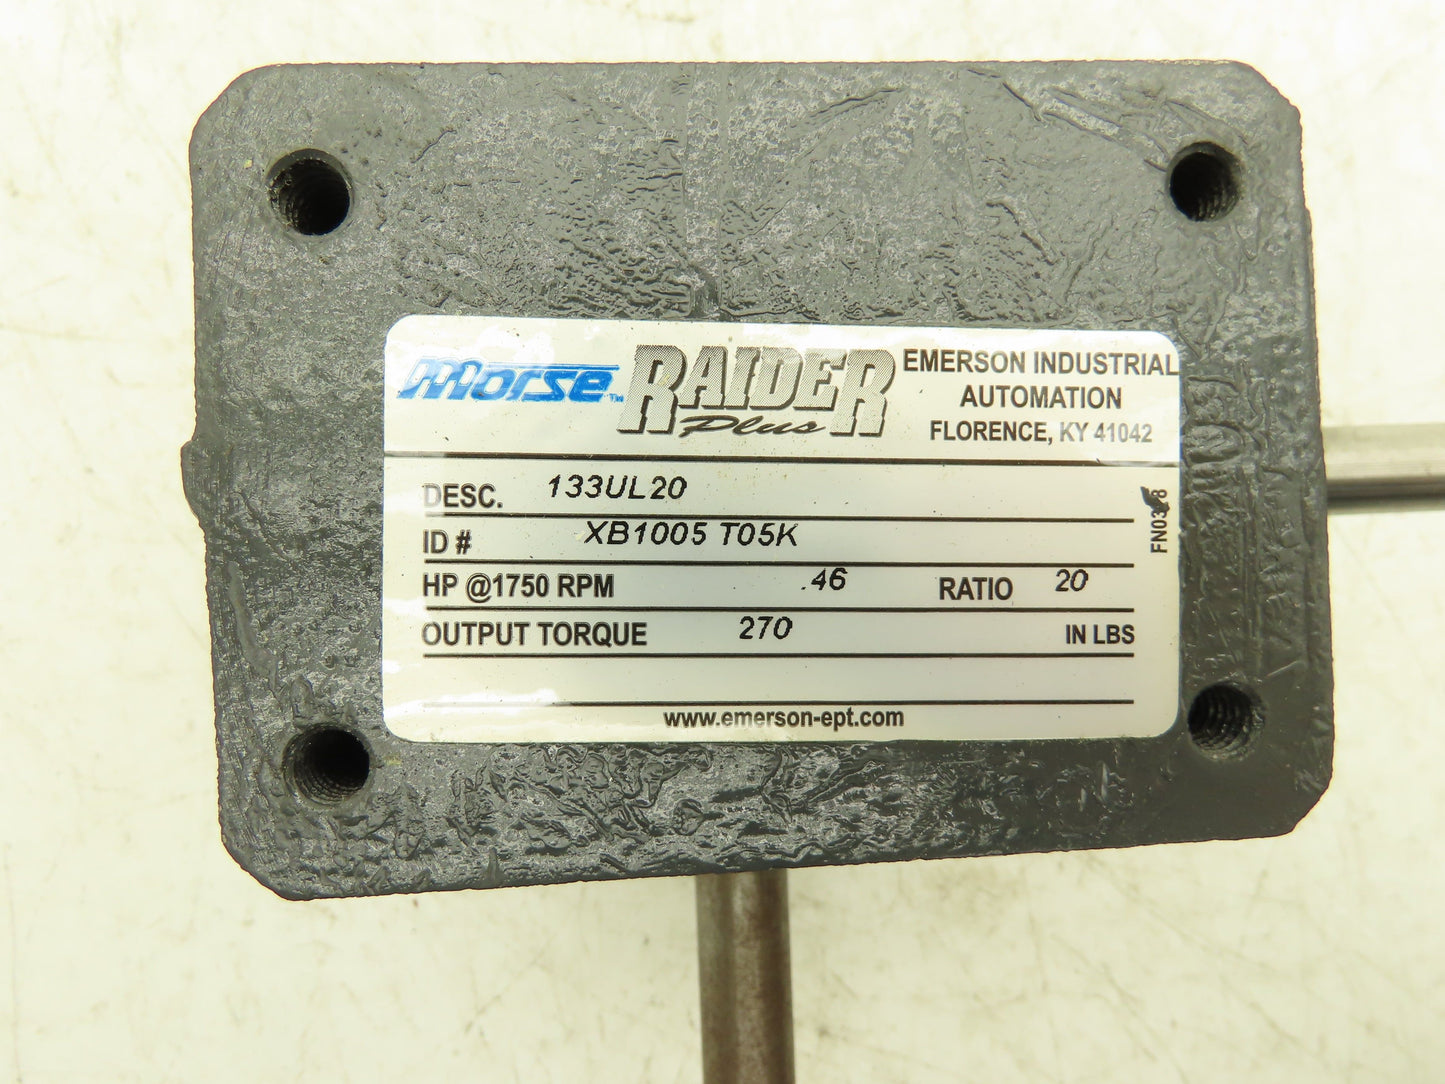 Morse TM RAIDER Plus
EMERSON INDUSTRIAL
AUTOMATION
FLORENCE, KY 41042
DESC. 133UL20
ID # XB1005 T05K
HP @1750 RPM .46 RATIO 20
OUTPUT TORQUE 270 IN LBS
www.emerson-ept.com